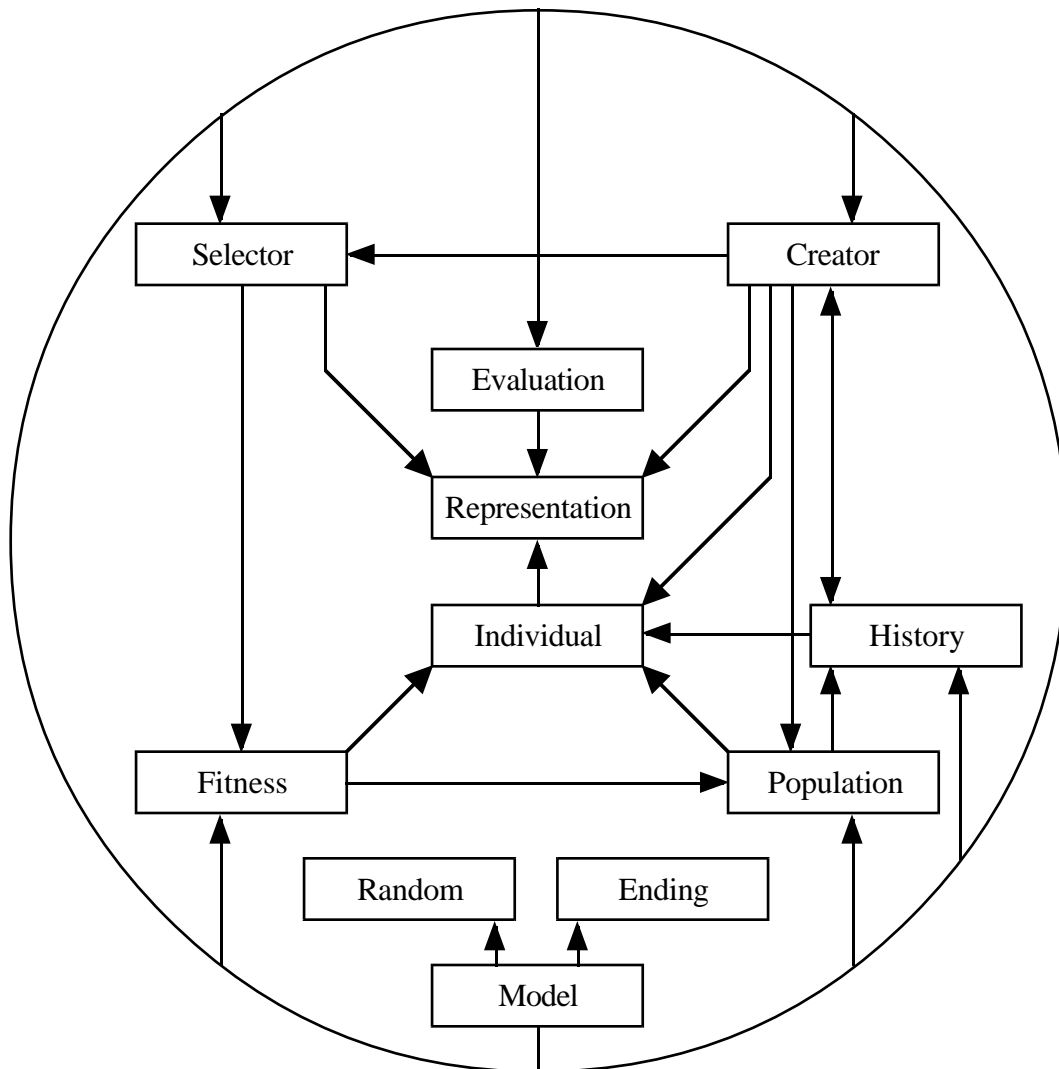 Selector
Creator
Evaluation
Representation
Individual
History
Fitness
Population
Random
Ending
Model